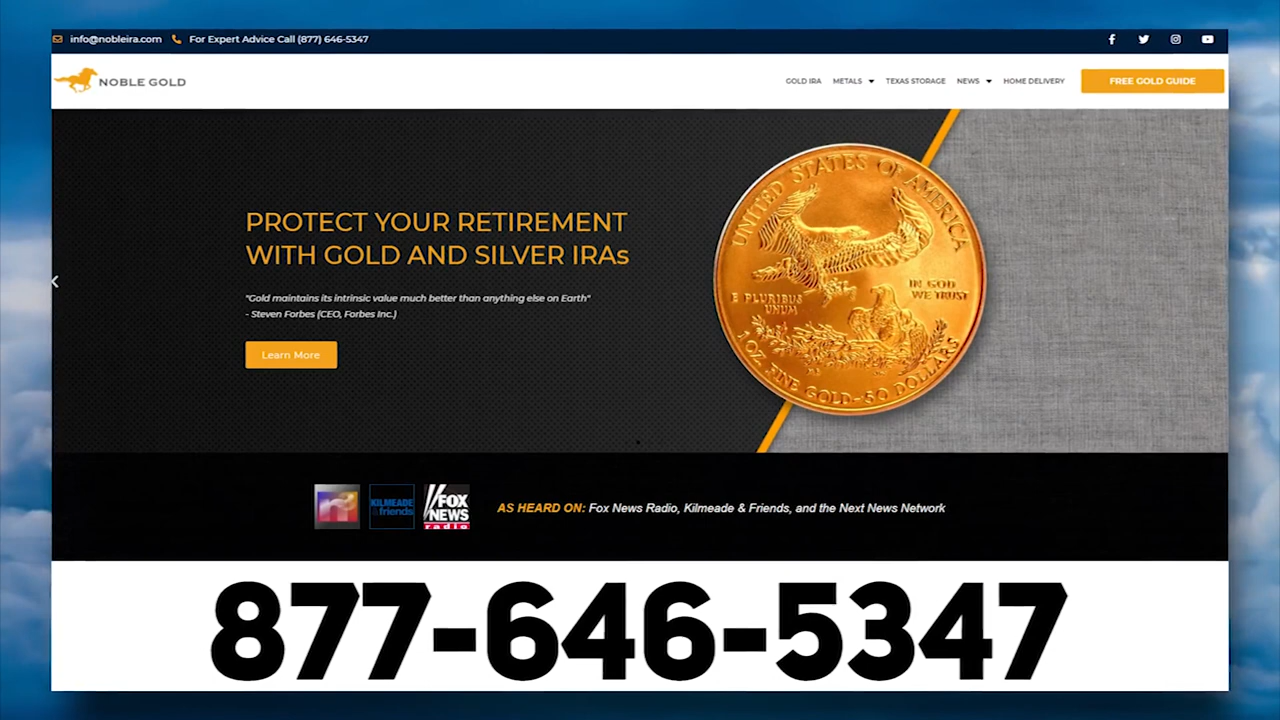 info@nobleira.com For Expert Advice Call (877) 646-5347
NOBLE GOLD
GOLD IRA METALS TEXAS STORAGE NEWS HOME DELIVERY FREE GOLD GUIDE
PROTECT YOUR RETIREMENT
WITH GOLD AND SILVER IRAs
"Gold maintains its intrinsic value much better than anything else on Earth"
- Steven Forbes (CEO, Forbes Inc.)
Learn More
UNITED STATES OF AMERICA
E PLURIBUS
UNUM
IN GOD
WE TRUST
1 OZ. FINE GOLD~50 DOLLARS
KILMEADE
& friends
FOX
NEWS
radio
AS HEARD ON: Fox News Radio, Kilmeade & Friends, and the Next News Network
877-646-5347